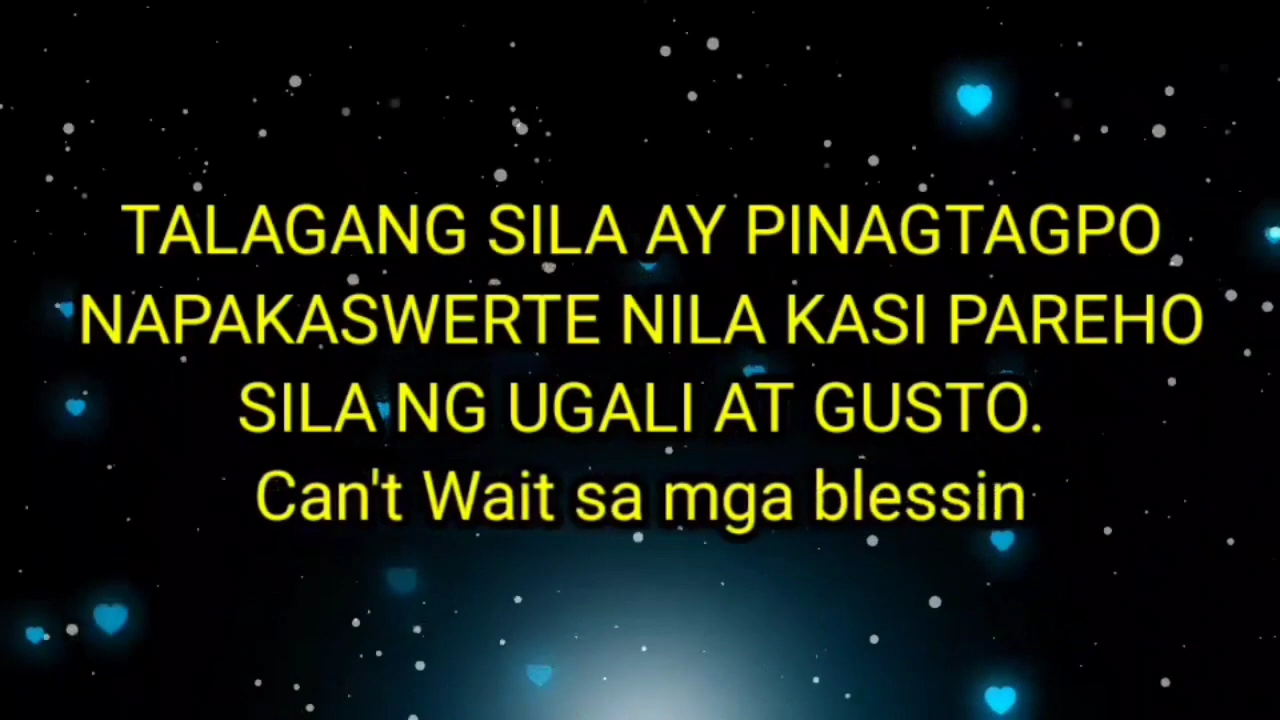 TALAGANG SILA AY PINAGTAGPO
NAPAKASWERTE NILA KASI PAREHO
SILA NG UGALI AT GUSTO.
Can't Wait sa mga blessin